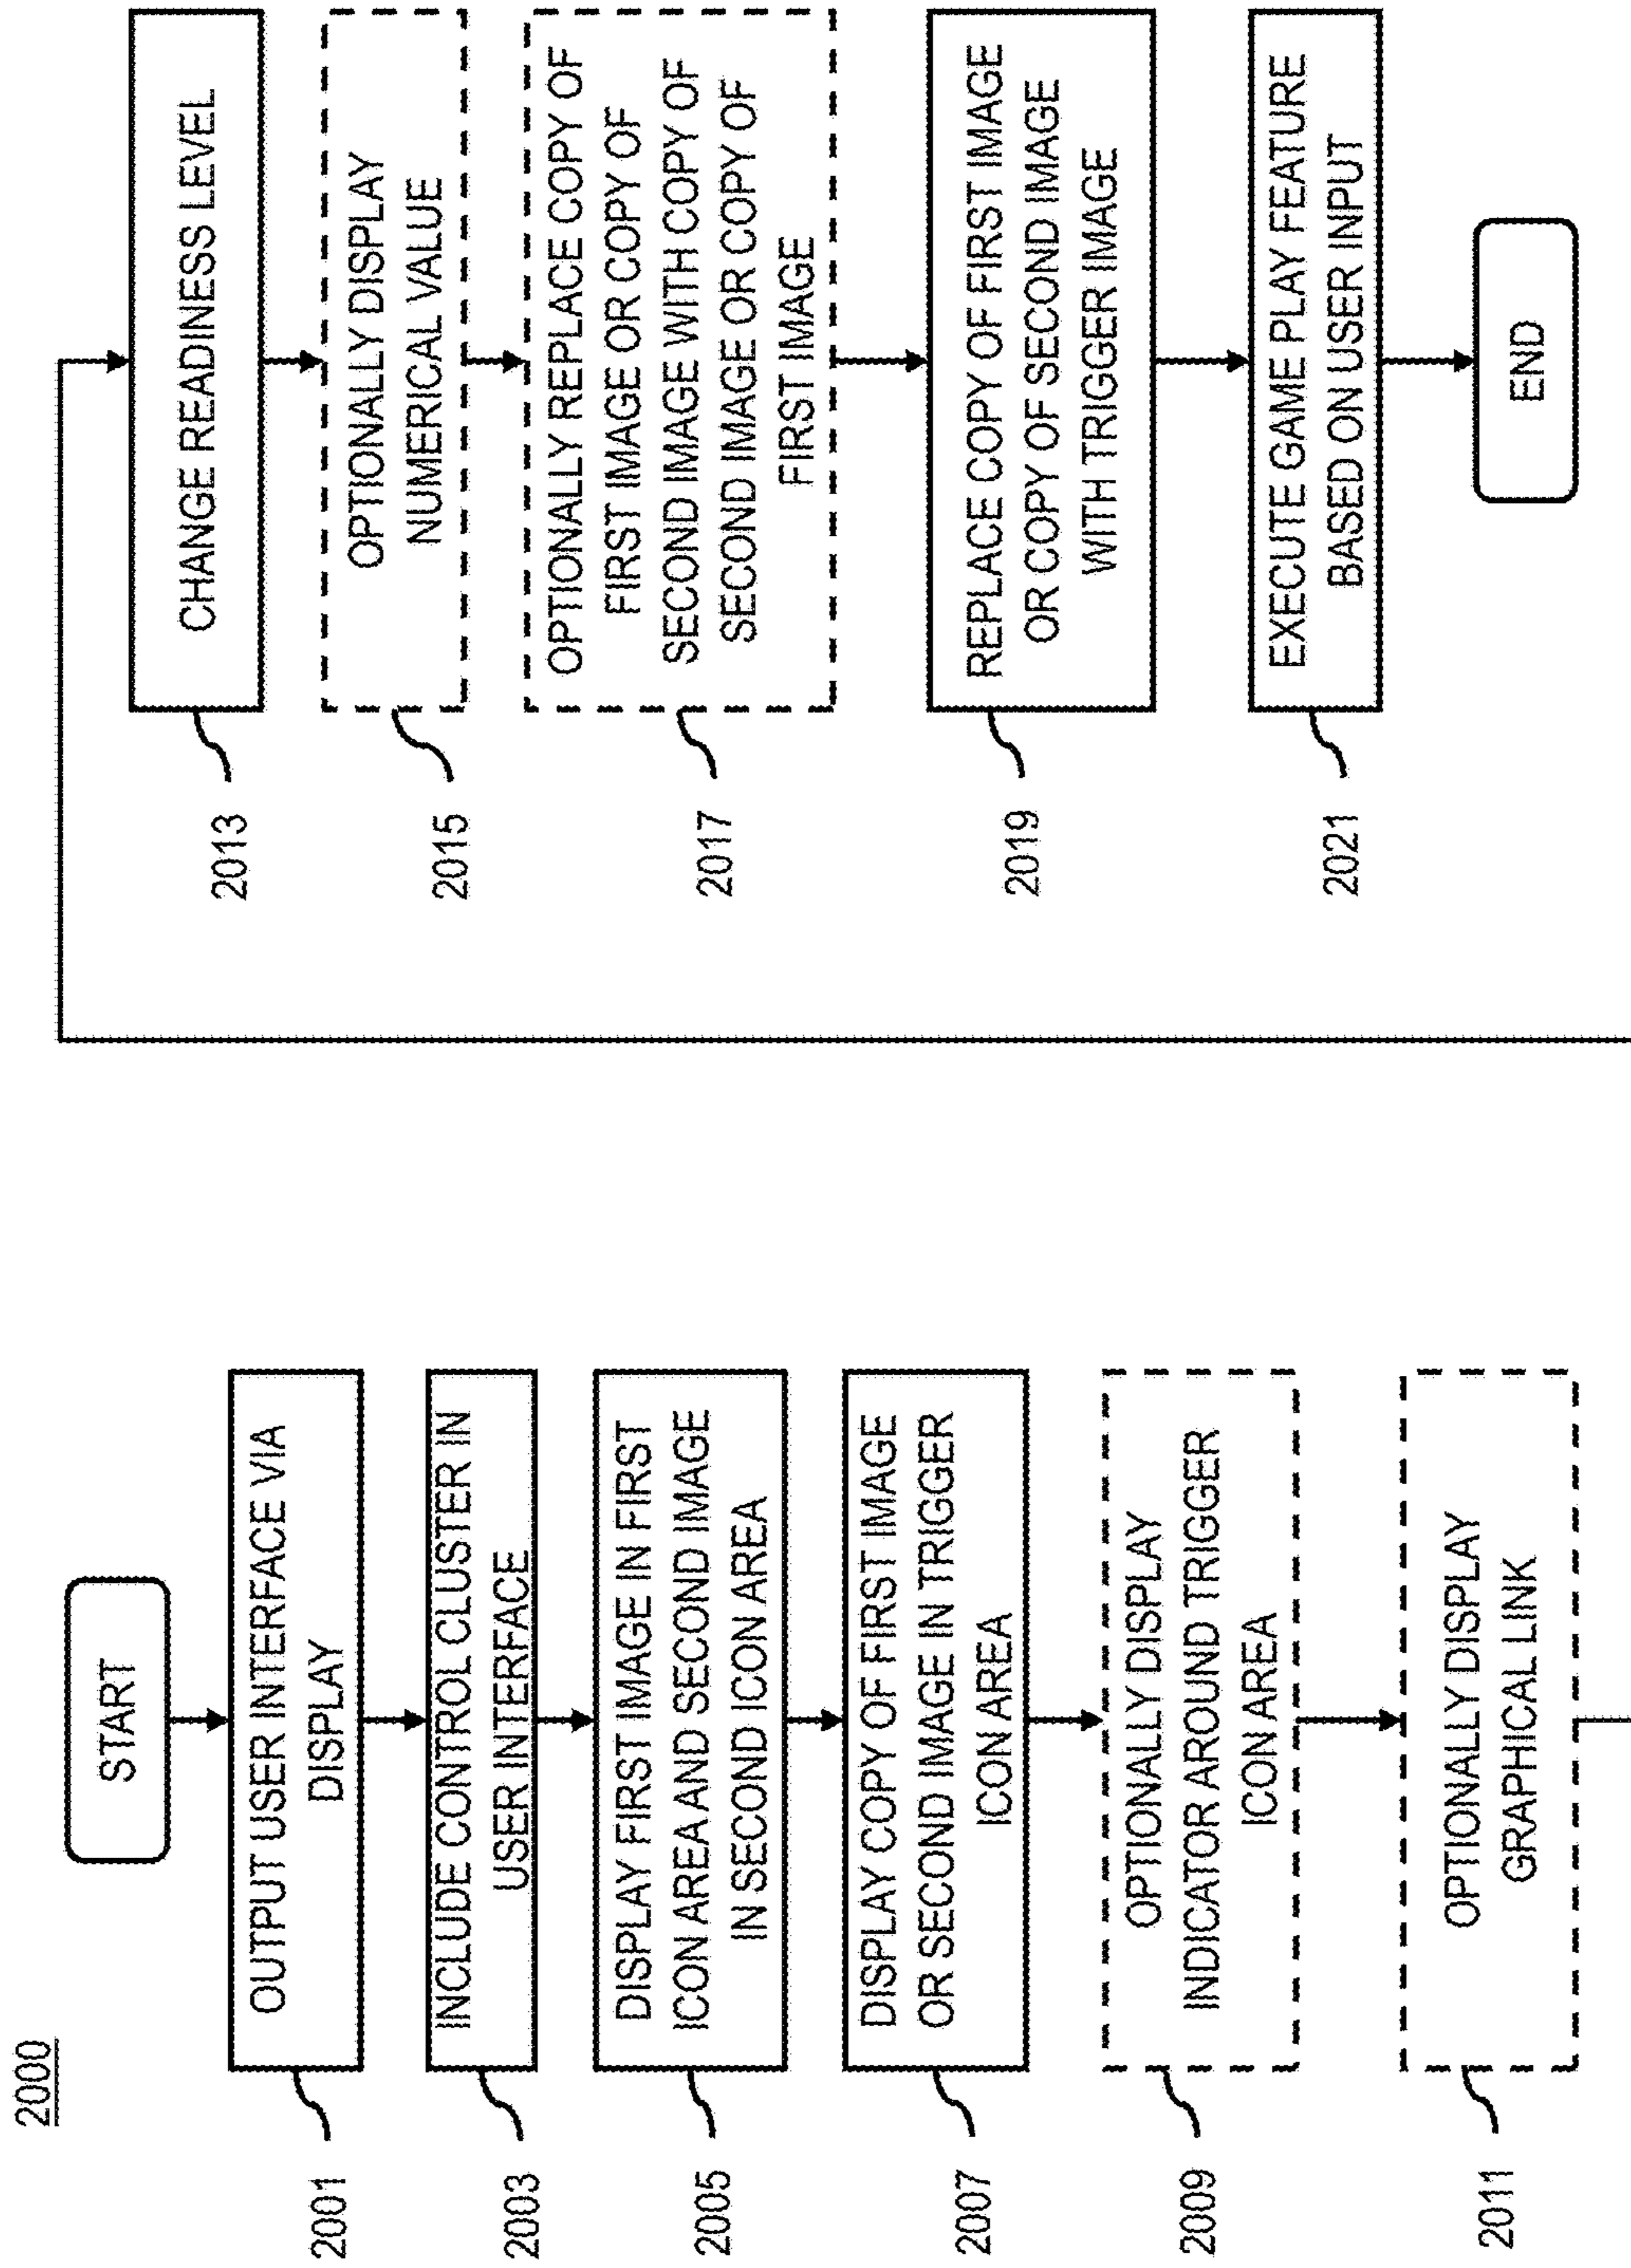 2000
START
OUTPUT USER INTERFACE VIA
DISPLAY
2001
INCLUDE CONTROL CLUSTER IN
USER INTERFACE
2003
DISPLAY FIRST IMAGE IN FIRST
ICON AREA AND SECOND IMAGE
IN SECOND ICON AREA
2005
DISPLAY COPY OF FIRST IMAGE
OR SECOND IMAGE IN TRIGGER
ICON AREA
2007
OPTIONALLY DISPLAY
INDICATOR AROUND TRIGGER
ICON AREA
2009
OPTIONALLY DISPLAY
GRAPHICAL LINK
2011
CHANGE READINESS LEVEL
2013
OPTIONALLY DISPLAY
NUMERICAL VALUE
2015
OPTIONALLY REPLACE COPY OF
FIRST IMAGE OR COPY OF
SECOND IMAGE WITH COPY OF
SECOND IMAGE OR COPY OF
FIRST IMAGE
2017
REPLACE COPY OF FIRST IMAGE
OR COPY OF SECOND IMAGE
WITH TRIGGER IMAGE
2019
EXECUTE GAME PLAY FEATURE
BASED ON USER INPUT
2021
END